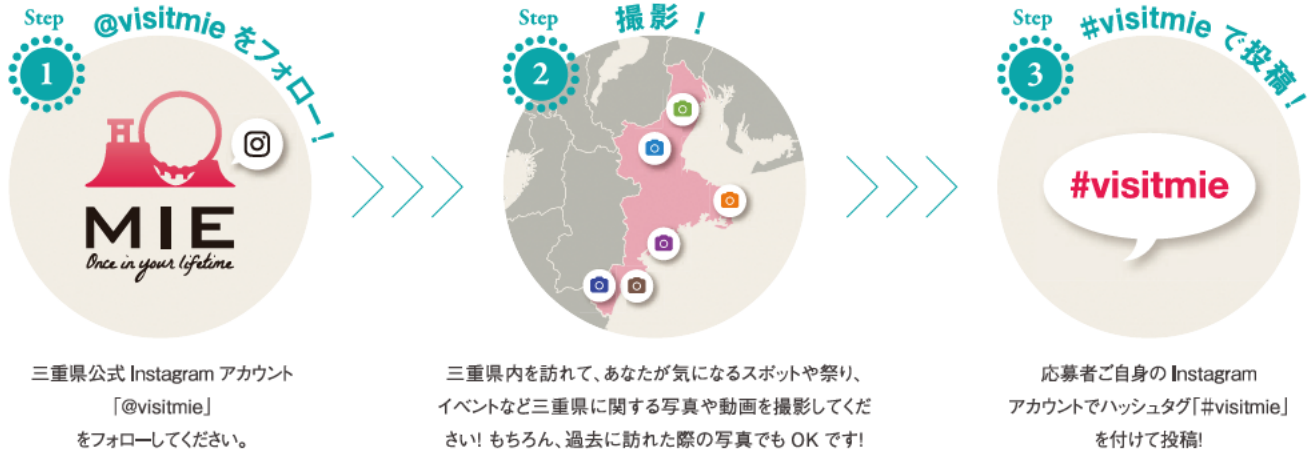 Step
1
@visitmie をフォロー!
MIE
Once in your lifetime
三重県公式 Instagram アカウント
「@visitmie」
をフォローしてください。
Step
2
撮影!
三重県内を訪れて、あなたが気になるスポットや祭り、
イベントなど三重県に関する写真や動画を撮影してくだ
さい! もちろん、過去に訪れた際の写真でも OK です!
Step
3
#visitmie で投稿!
#visitmie
応募者ご自身の Instagram
アカウントでハッシュタグ「#visitmie」
を付けて投稿!